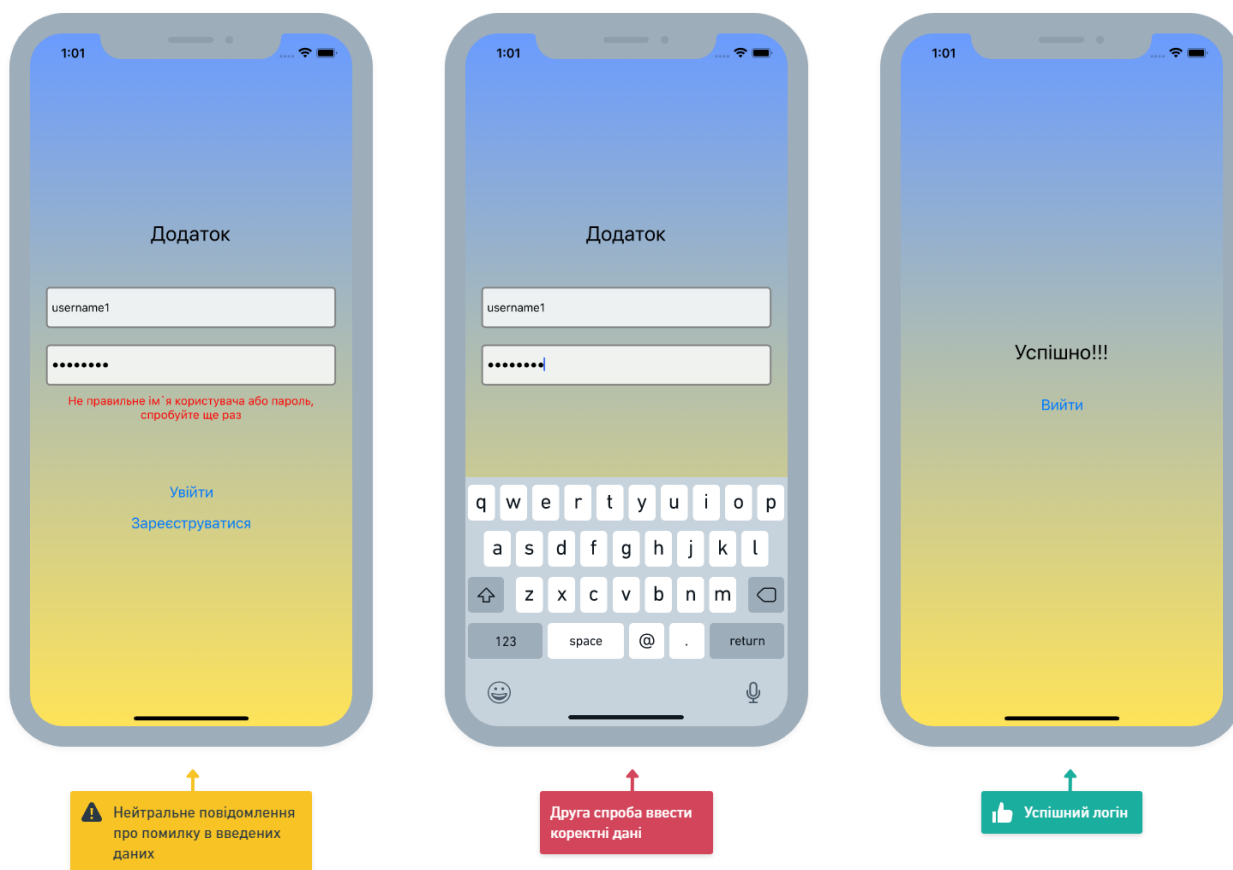 1:01
Додаток
username1
••••••••
Не правильне ім`я користувача або пароль,
спробуйте ще раз
Увійти
Зареєструватися
Нейтральне повідомлення
про помилку в введених
даних
1:01
Додаток
username1
••••••••
q w e r t y u i o p
a s d f g h j k l
z x c v b n m
123 space @ . return
Друга спроба ввести
коректні дані
1:01
Успішно!!!
Вийти
Успішний логін